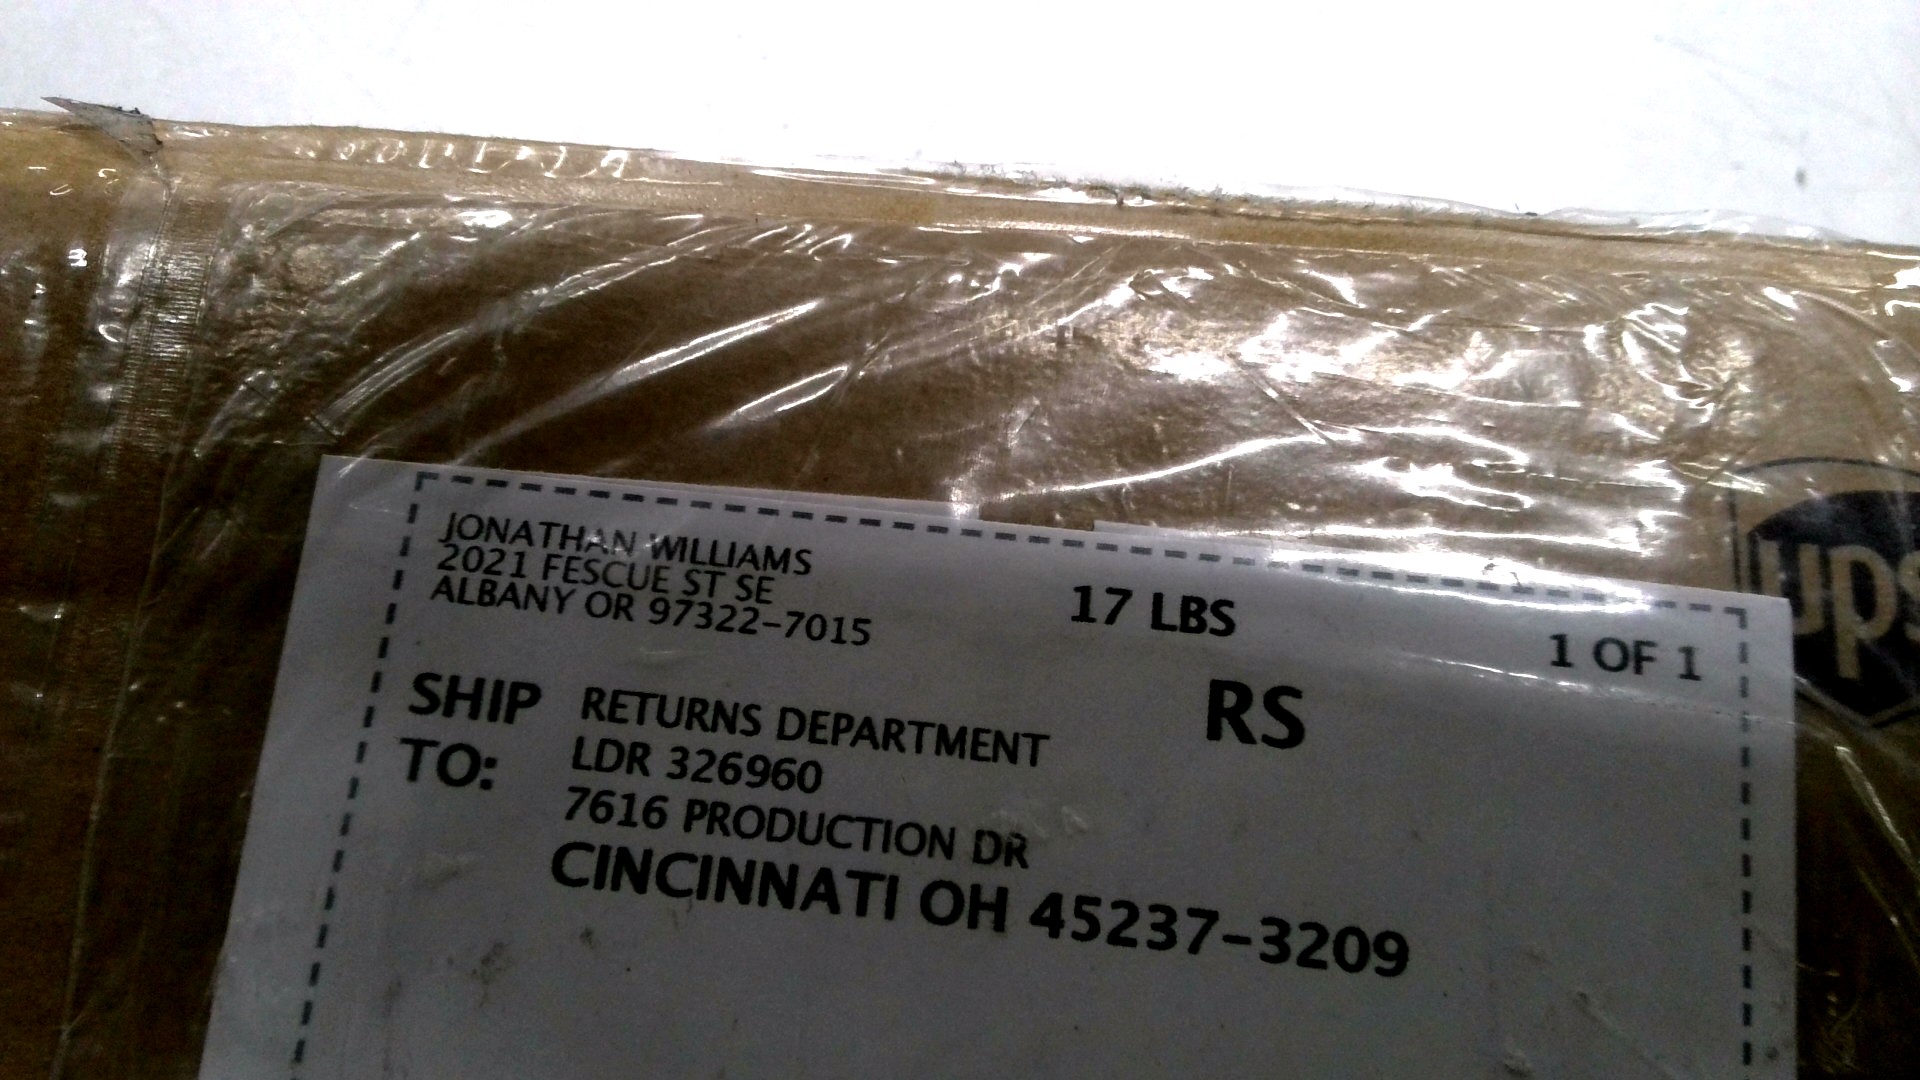 JONATHAN WILLIAMS
2021 FESCUE ST SE
ALBANY OR 97322-7015
17 LBS
1 OF 1
RS
SHIP TO:
RETURNS DEPARTMENT
LDR 326960
7616 PRODUCTION DR
CINCINNATI OH 45237-3209
ups